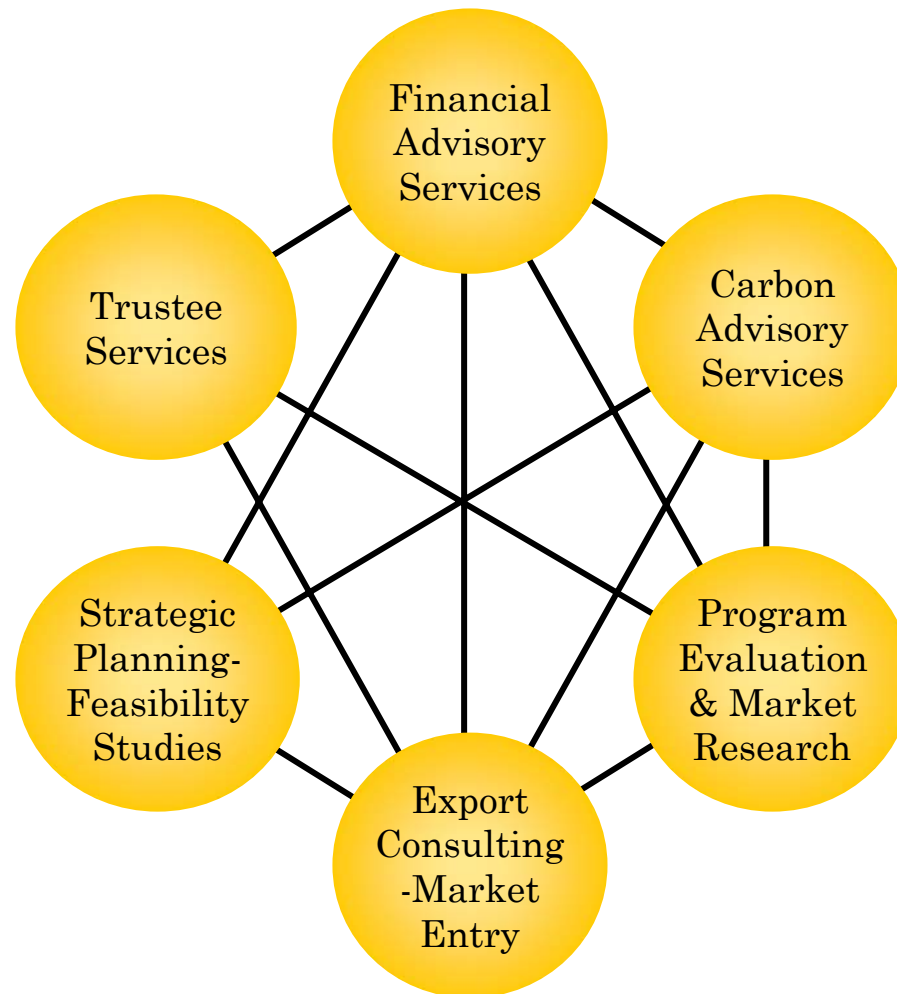 Financial
Advisory
Services
Trustee
Services
Carbon
Advisory
Services
Strategic
Planning-
Feasibility
Studies
Program
Evaluation
& Market
Research
Export
Consulting
-Market
Entry